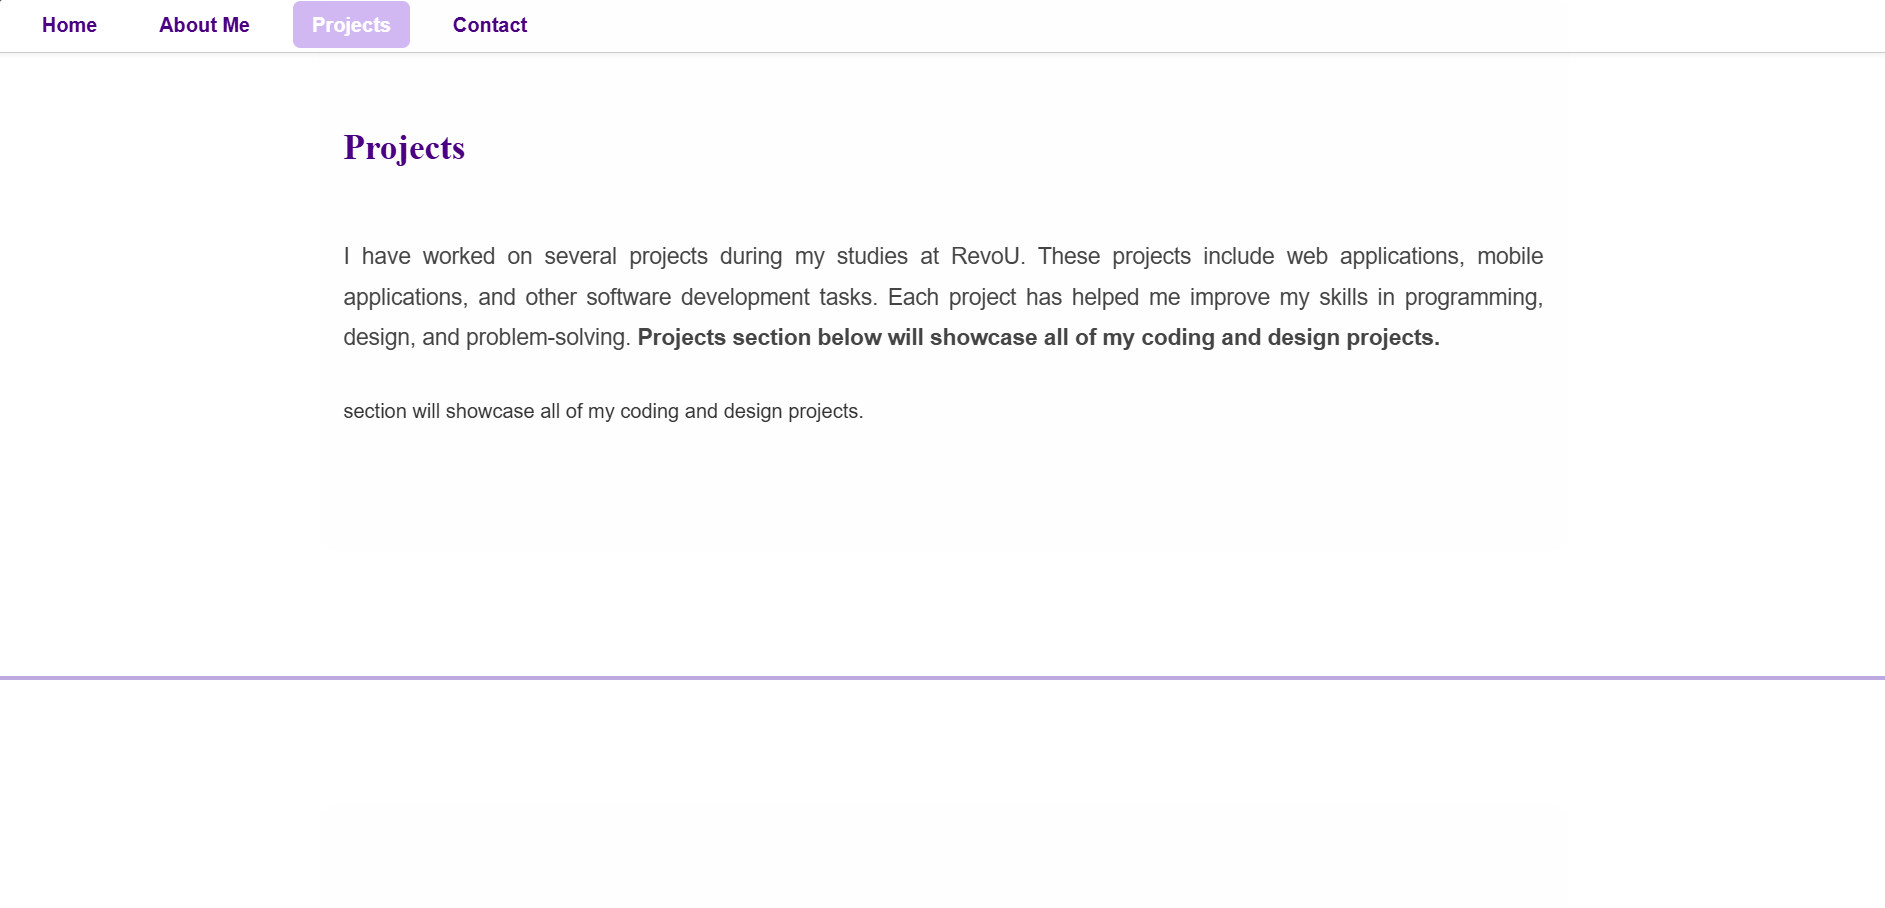 Home About Me Projects Contact
Projects
I have worked on several projects during my studies at RevoU. These projects include web applications, mobile
applications, and other software development tasks. Each project has helped me improve my skills in programming,
design, and problem-solving. Projects section below will showcase all of my coding and design projects.
section will showcase all of my coding and design projects.